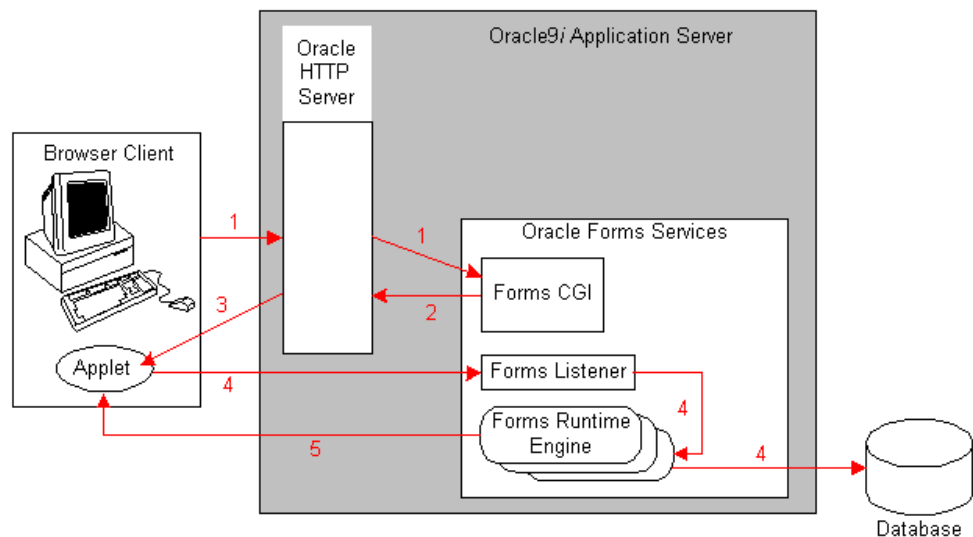 Oracle
HTTP
Server
Oracle9i Application Server
Browser Client
1
1
Oracle Forms Services
Forms CGI
2
3
Applet
4
Forms Listener
4
Forms Runtime
Engine
5
4
Database